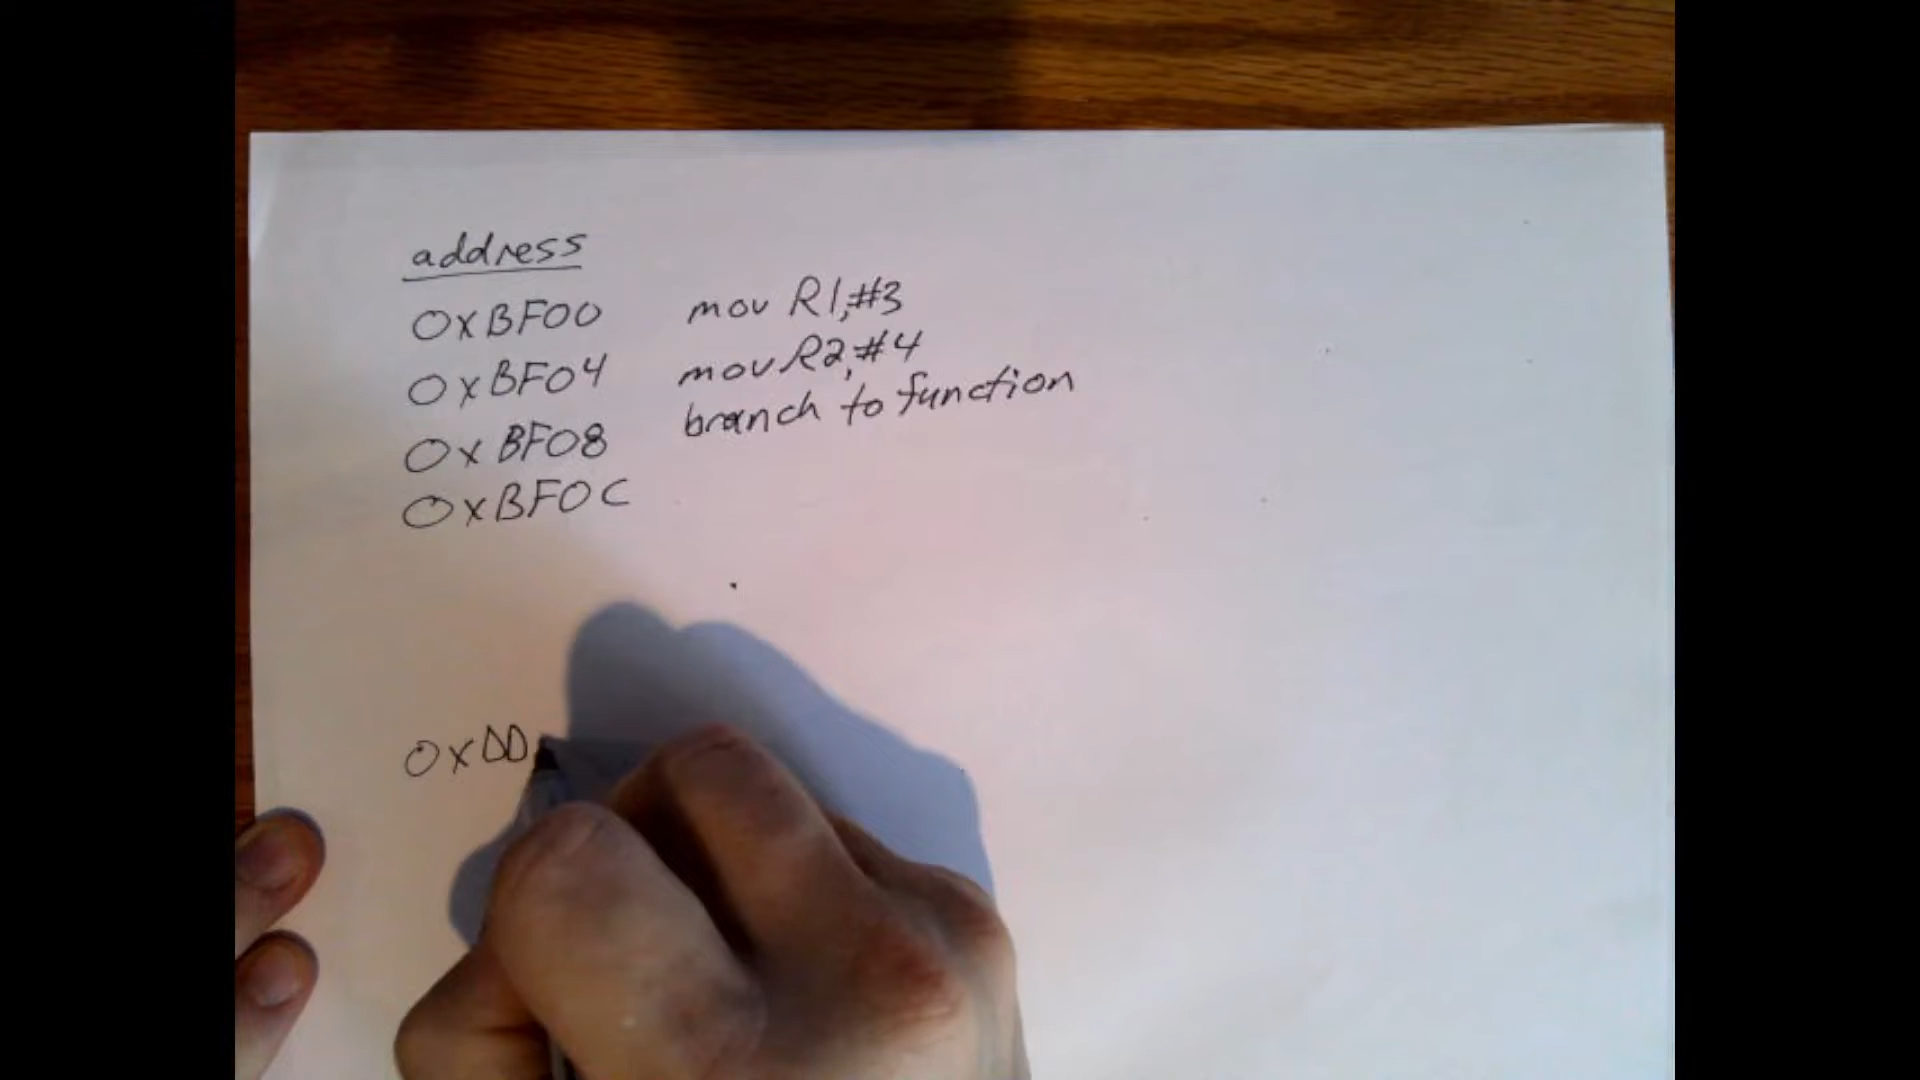 address
0xBF00 mov R1,#3
0xBF04 mov R2,#4
0xBF08 branch to function
0xBF0C
0xDD